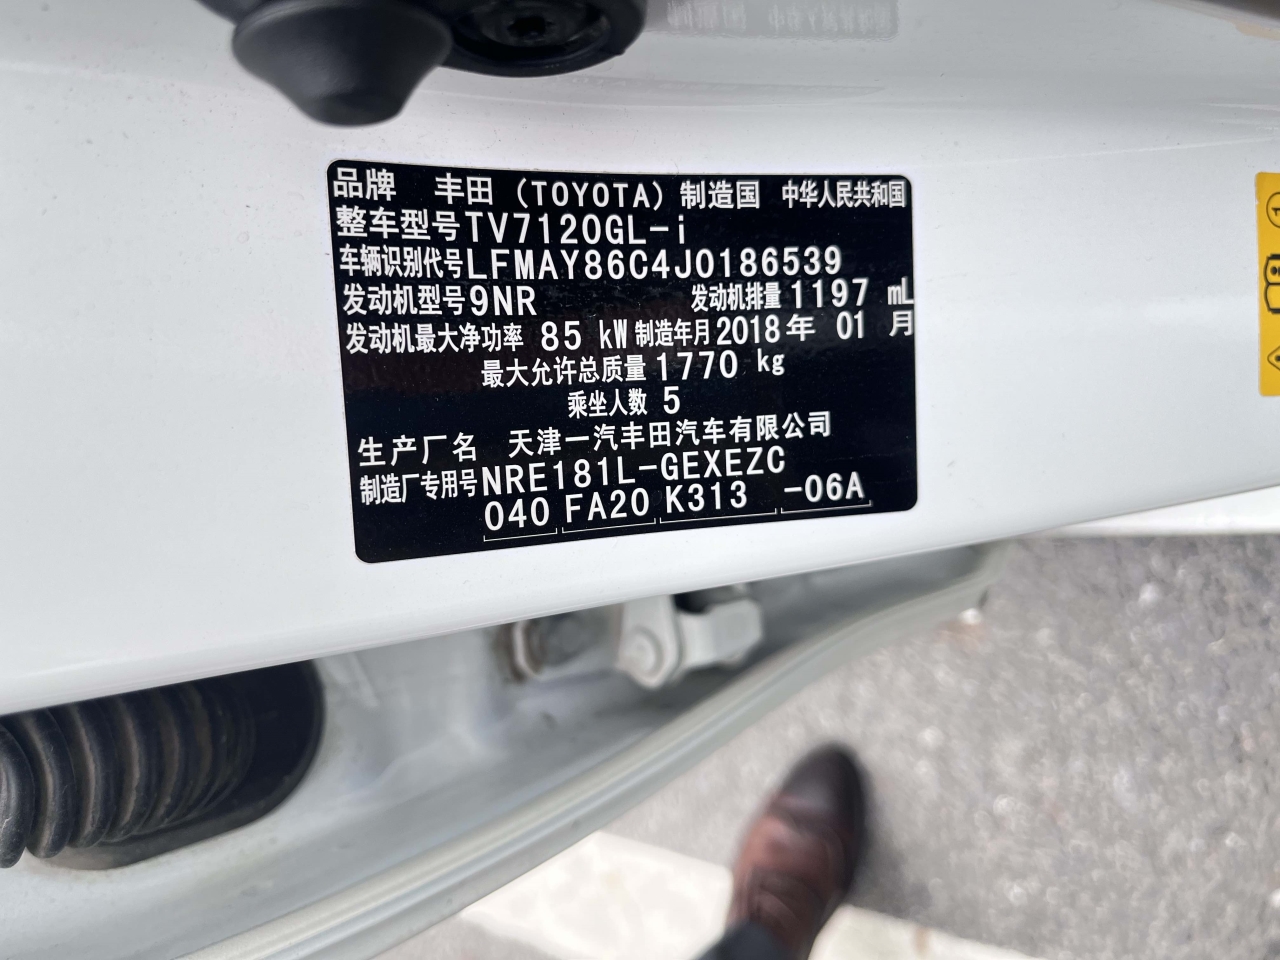 品牌 丰田 (TOYOTA) 制造国 中华人民共和国
整车型号TV7120GL-i
车辆识别代号LFMAY86C4J0186539
发动机型号9NR 发动机排量1197 mL
发动机最大净功率 85 kW 制造年月2018年 01 月
最大允许总质量1770 kg
乘坐人数 5
生产厂名 天津一汽丰田汽车有限公司
制造厂专用号NRE181L-GEXEZC
040 FA20 K313 -06A